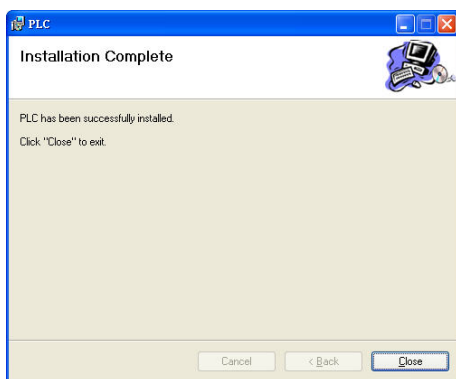 PLC
Installation Complete
PLC has been successfully installed.
Click "Close" to exit.
Cancel
< Back
Close